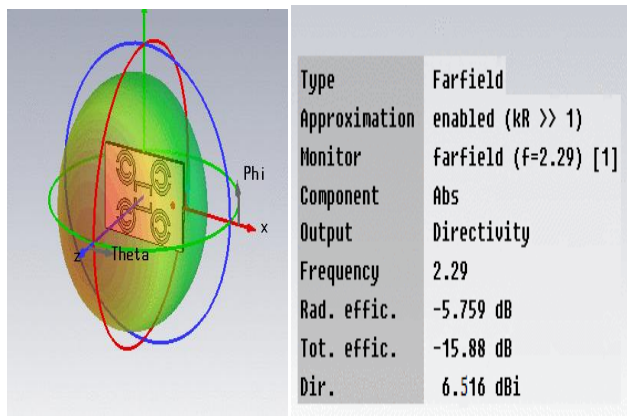 Phi
x
z
Theta
Type Farfield
Approximation enabled (kR >> 1)
Monitor farfield (f=2.29) [1]
Component Abs
Output Directivity
Frequency 2.29
Rad. effic. -5.759 dB
Tot. effic. -15.88 dB
Dir. 6.516 dBi